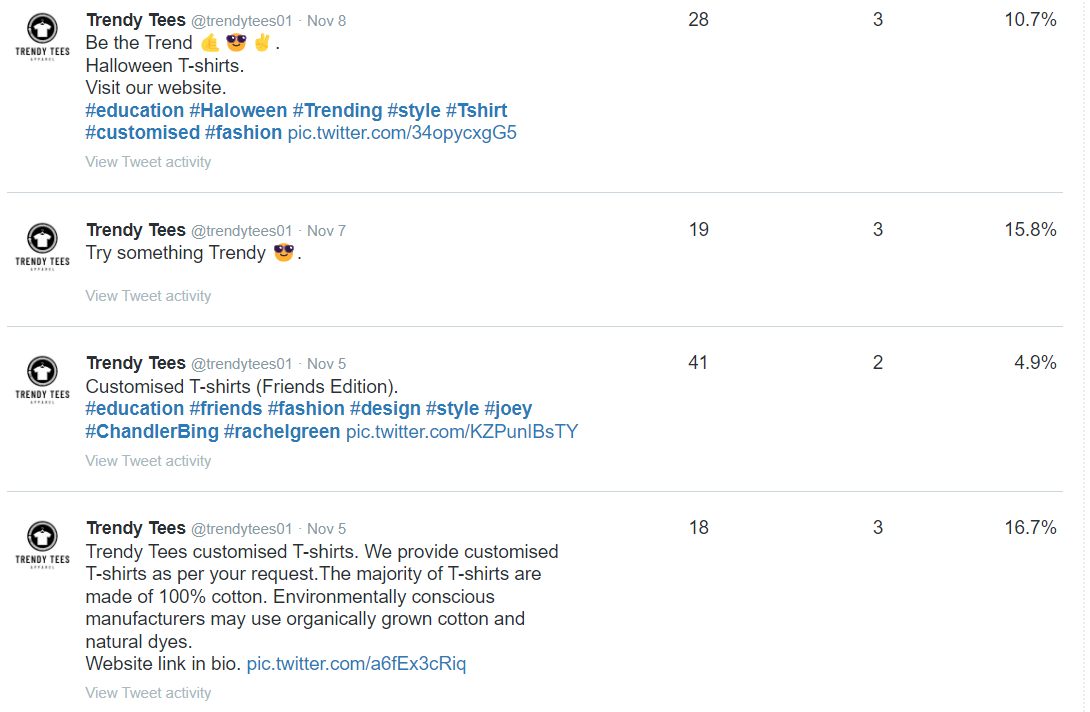 Trendy Tees @trendytees01 · Nov 8 28 3 10.7%
TRENDY TEES
APPAREL
Be the Trend 🤙 😎 ✌ .
Halloween T-shirts.
Visit our website.
#education #Haloween #Trending #style #Tshirt
#customised #fashion pic.twitter.com/34opycxgG5
View Tweet activity
Trendy Tees @trendytees01 · Nov 7 19 3 15.8%
TRENDY TEES
APPAREL
Try something Trendy 😎 .
View Tweet activity
Trendy Tees @trendytees01 · Nov 5 41 2 4.9%
TRENDY TEES
APPAREL
Customised T-shirts (Friends Edition).
#education #friends #fashion #design #style #joey
#ChandlerBing #rachelgreen pic.twitter.com/KZPunIBsTY
View Tweet activity
Trendy Tees @trendytees01 · Nov 5 18 3 16.7%
TRENDY TEES
APPAREL
Trendy Tees customised T-shirts. We provide customised
T-shirts as per your request.The majority of T-shirts are
made of 100% cotton. Environmentally conscious
manufacturers may use organically grown cotton and
natural dyes.
Website link in bio. pic.twitter.com/a6fEx3cRiq
View Tweet activity